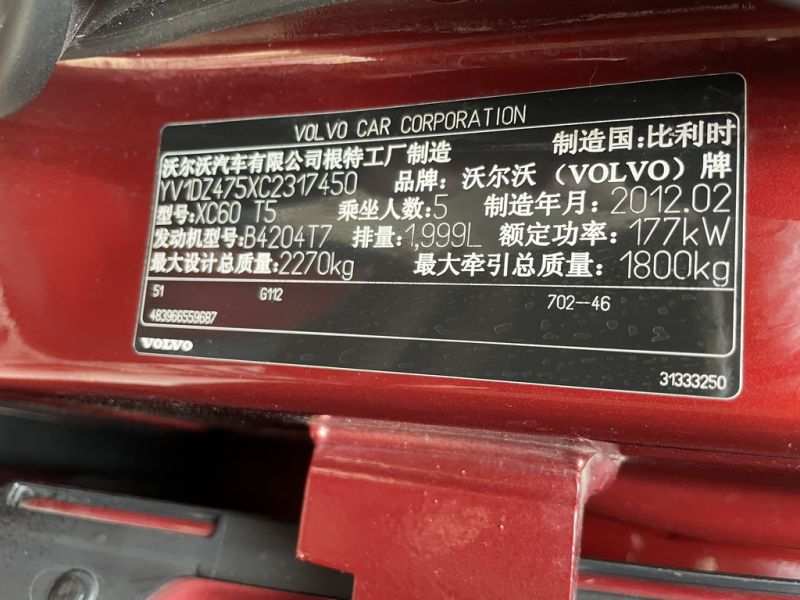 VOLVO CAR CORPORATION
沃尔沃汽车有限公司根特工厂制造 制造国:比利时
YV1DZ475XC2317450 品牌: 沃尔沃 (VOLVO) 牌
型号:XC60 T5 乘坐人数:5 制造年月:2012.02
发动机型号:B4204T7 排量:1,999L 额定功率: 177kW
最大设计总质量:2270kg 最大牵引总质量: 1800kg
51 G112 702-46
483966559687
VOLVO
31333250